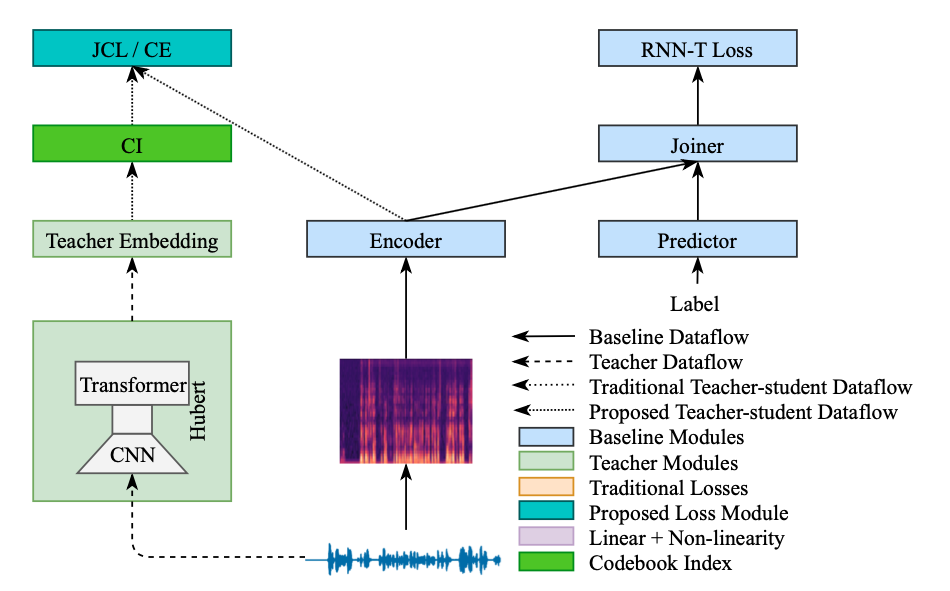 JCL / CE
RNN-T Loss
CI
Joiner
Teacher Embedding
Encoder
Predictor
Label
Transformer
Hubert
CNN
Baseline Dataflow
Teacher Dataflow
Traditional Teacher-student Dataflow
Proposed Teacher-student Dataflow
Baseline Modules
Teacher Modules
Traditional Losses
Proposed Loss Module
Linear + Non-linearity
Codebook Index